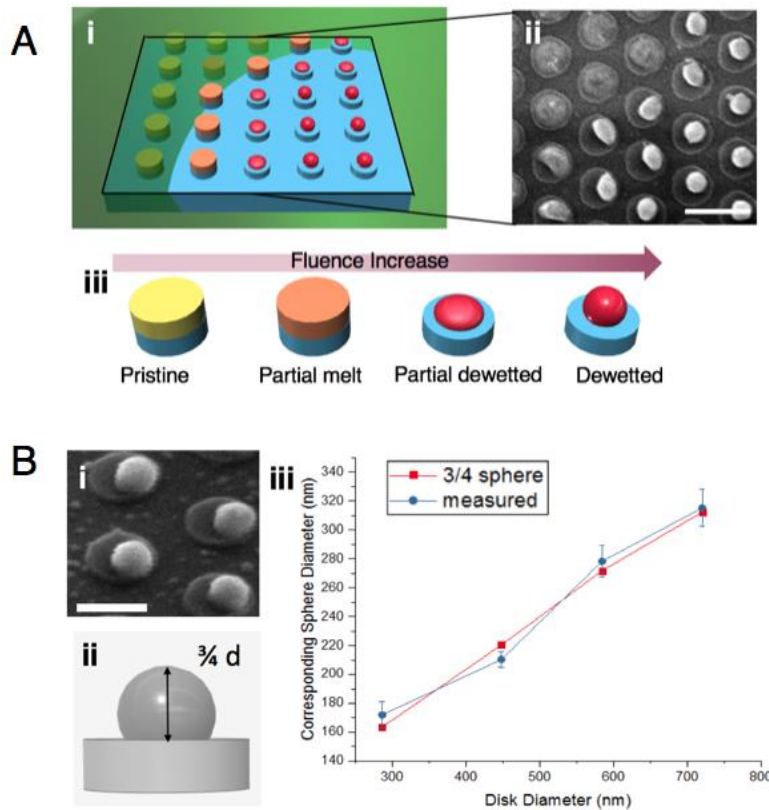 A
i
ii
Fluence Increase
iii
Pristine
Partial melt
Partial dewetted
Dewetted
B
i
ii
¾ d
iii
3/4 sphere
measured
Corresponding Sphere Diameter (nm)
340
320
300
280
260
240
220
200
180
160
140
300 400 500 600 700 800
Disk Diameter (nm)